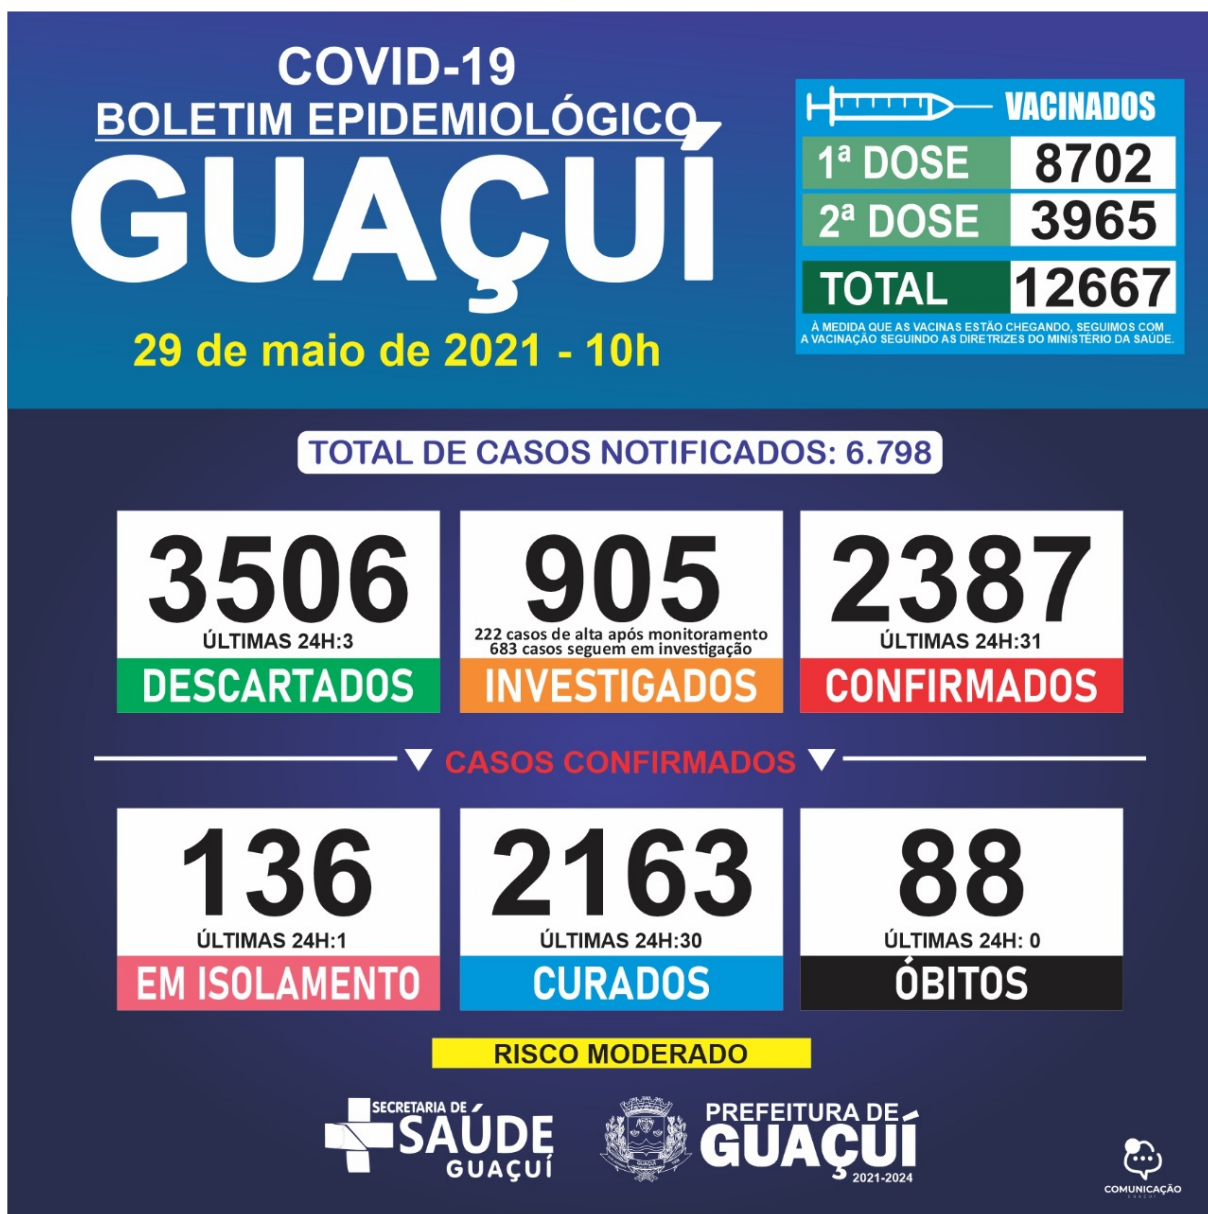 COVID-19
BOLETIM EPIDEMIOLÓGICO
GUAÇUÍ
29 de maio de 2021 - 10h
VACINADOS
1ª DOSE 8702
2ª DOSE 3965
TOTAL 12667
À MEDIDA QUE AS VACINAS ESTÃO CHEGANDO, SEGUIMOS COM
A VACINAÇÃO SEGUINDO AS DIRETRIZES DO MINISTÉRIO DA SAÚDE.
TOTAL DE CASOS NOTIFICADOS: 6.798
3506
ÚLTIMAS 24H:3
DESCARTADOS
905
222 casos de alta após monitoramento
683 casos seguem em investigação
INVESTIGADOS
2387
ÚLTIMAS 24H:31
CONFIRMADOS
CASOS CONFIRMADOS
136
ÚLTIMAS 24H:1
EM ISOLAMENTO
2163
ÚLTIMAS 24H:30
CURADOS
88
ÚLTIMAS 24H: 0
ÓBITOS
RISCO MODERADO
SECRETARIA DE
SAÚDE
GUAÇUÍ
PREFEITURA DE
GUAÇUÍ
2021-2024
COMUNICAÇÃO
GUAÇUÍ